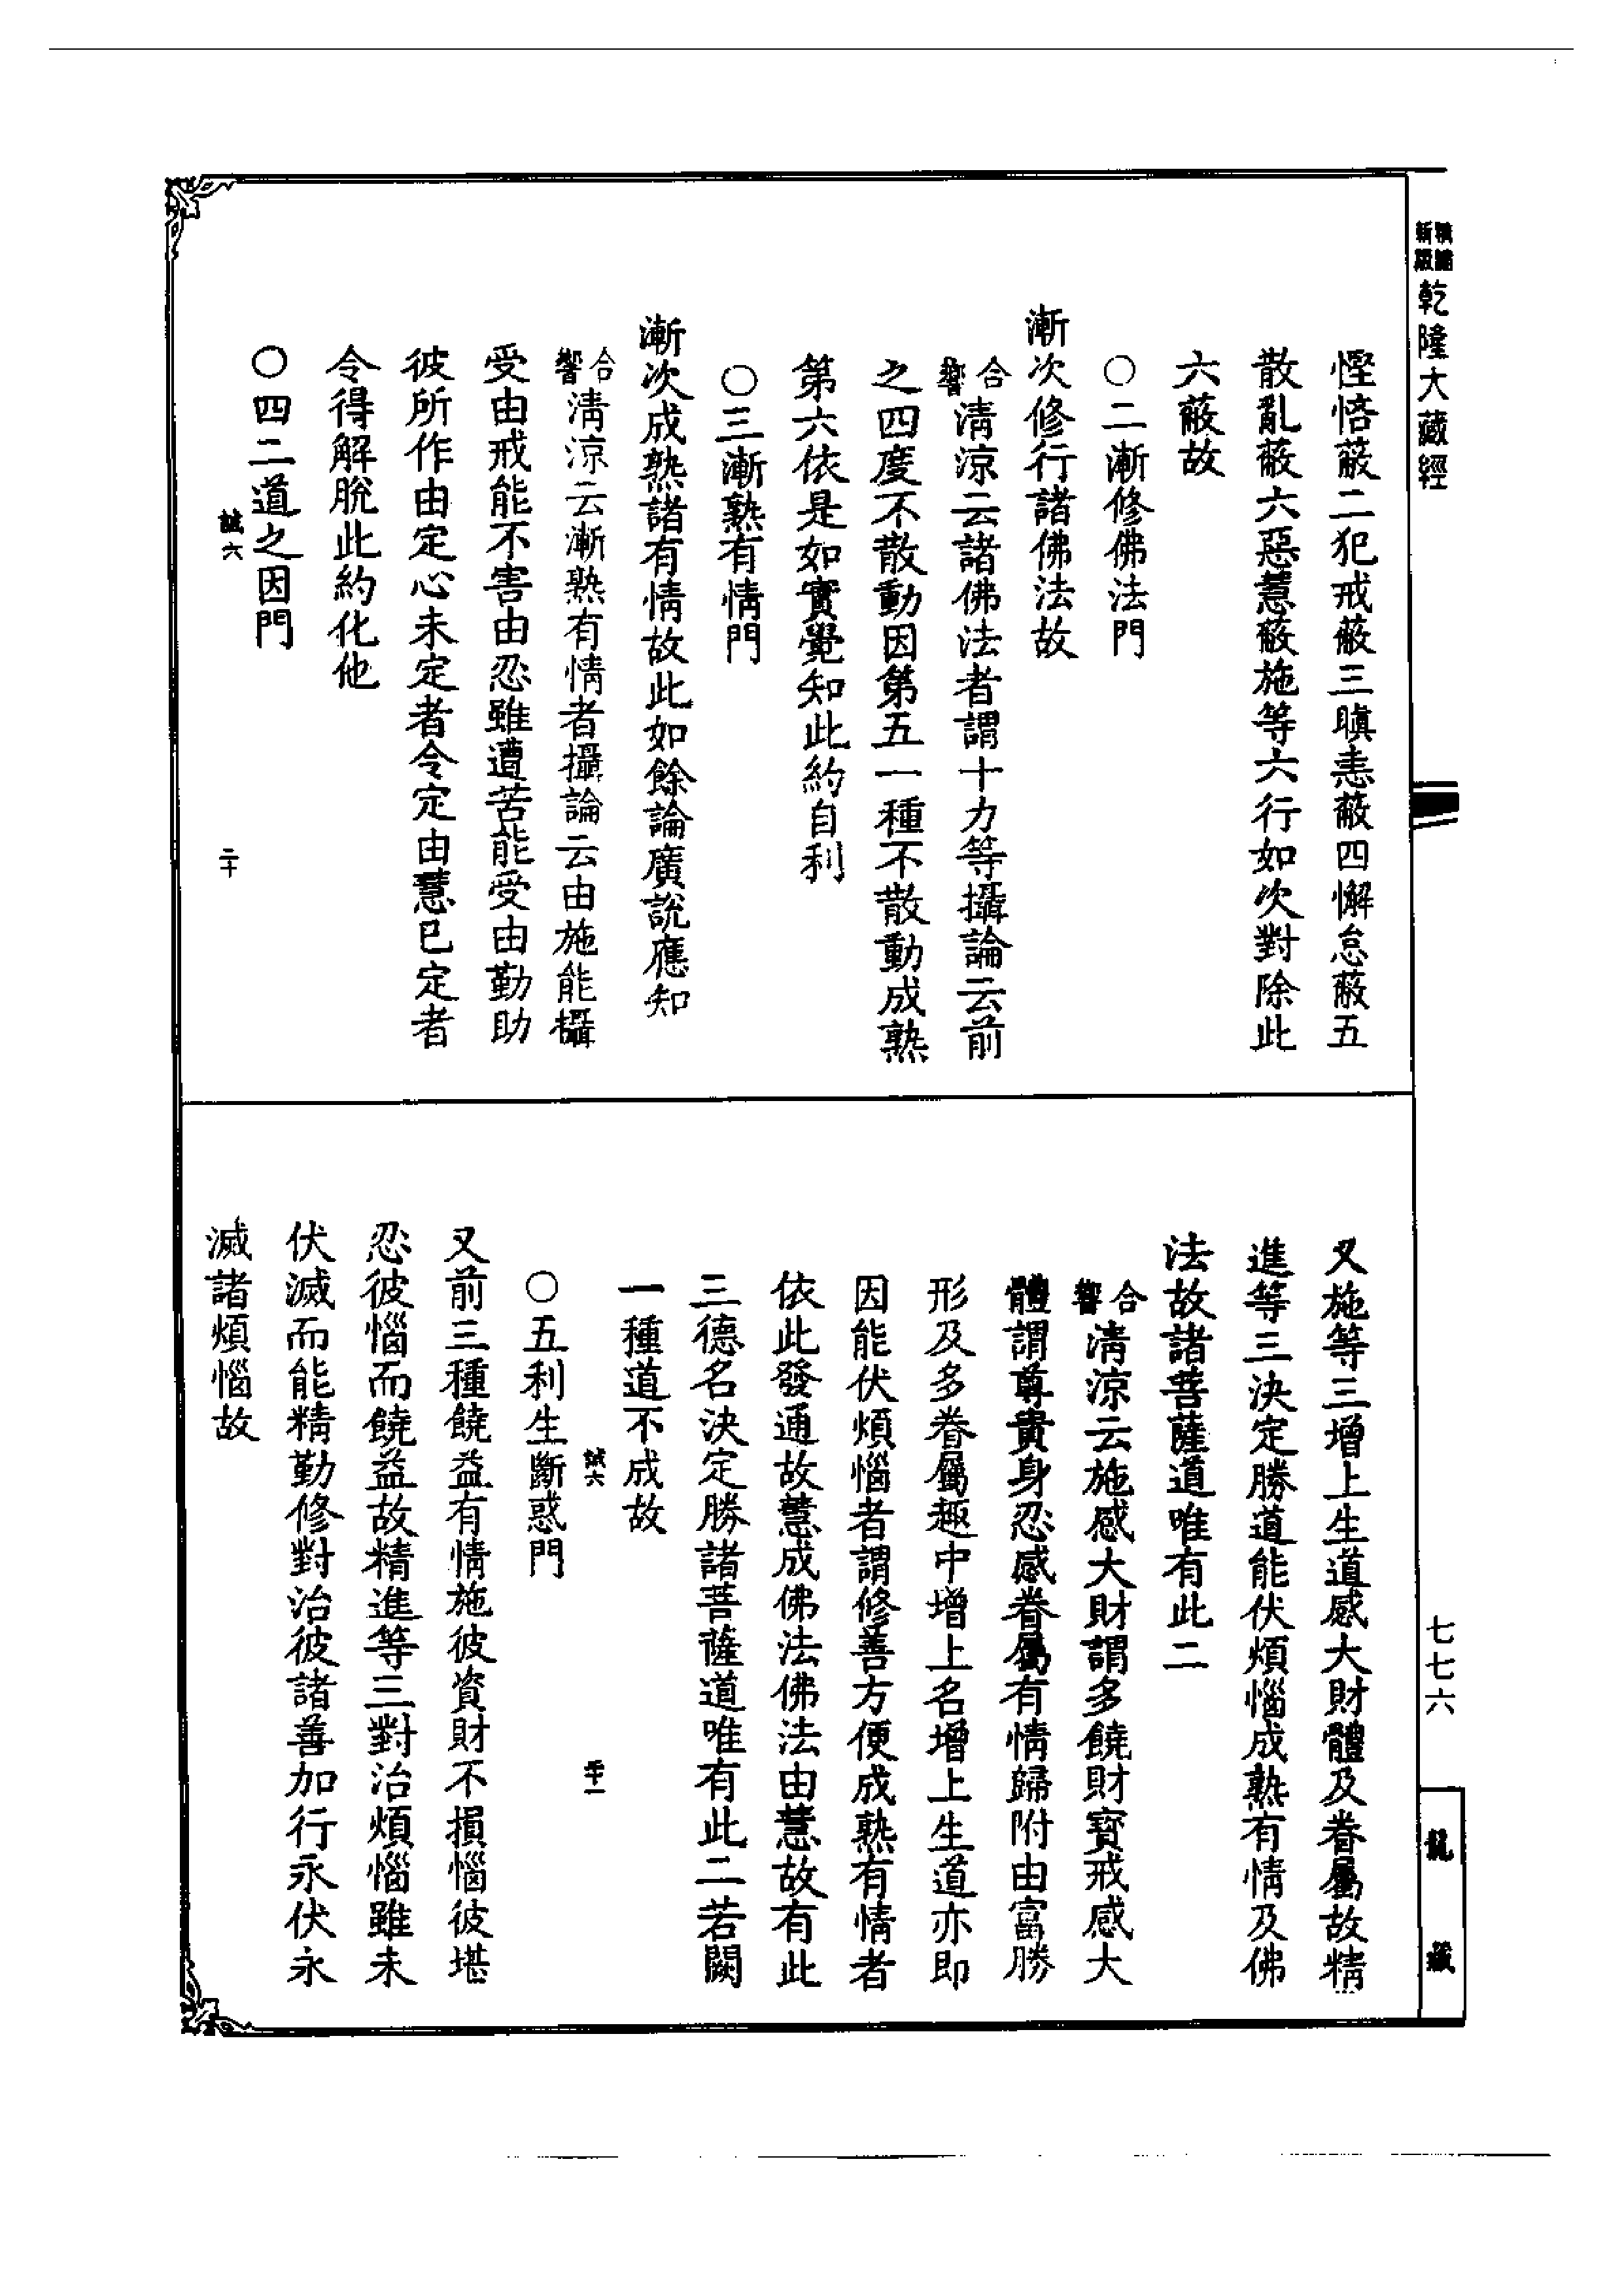 新版
精繕
乾隆大藏經
慳悋蔽二犯戒蔽三瞋恚蔽四懈怠蔽五
散亂蔽六惡慧蔽施等六行如次對除此
六蔽故
○二漸修佛法門
漸次修行諸佛法故
合響清涼云諸佛法者謂十力等攝論云前
之四度不散動因第五一種不散動成熟
第六依是如實覺知此約自利
○三漸熟有情門
漸次成熟諸有情故此如餘論廣說應知
合響清涼云漸熟有情者攝論云由施能攝
受由戒能不害由忍雖遭苦能受由勤助
彼所作由定心未定者令定由慧已定者
令得解脫此約化他
○四二道之因門
誠六 二十
又施等三增上生道感大財體及眷屬故精
進等三決定勝道能伏煩惱成熟有情及佛
法故諸菩薩道唯有此二
合響清涼云施感大財謂多饒財寶戒感大
體謂尊貴身忍感眷屬有情歸附由富勝
形及多眷屬趣中增上名增上生道亦即
因能伏煩惱者謂修善方便成熟有情者
依此發通故慧成佛法佛法由慧故有此
三德名決定勝諸菩薩道唯有此二若闕
一種道不成故
誠六 二十一
○五利生斷惑門
又前三種饒益有情施彼資財不損惱彼堪
忍彼惱而饒益故精進等三對治煩惱雖未
伏滅而能精勤修對治彼諸善加行永伏永
滅諸煩惱故
七七六
龍藏